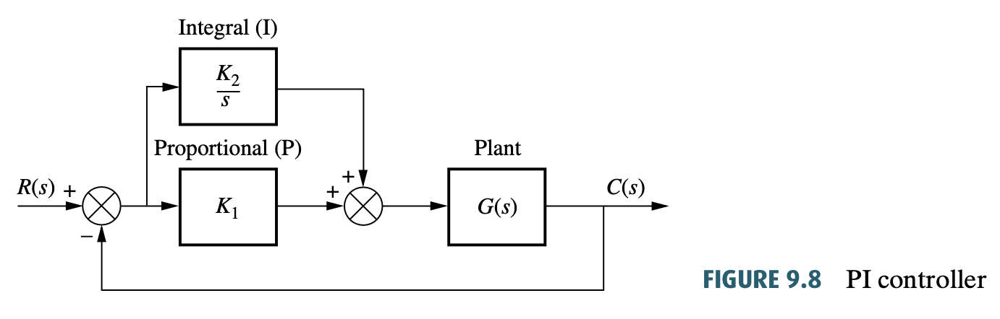 Integral (I)
K₂
s
Proportional (P)
Plant
R(s) +
+
+
C(s)
K₁
G(s)
−
FIGURE 9.8 PI controller